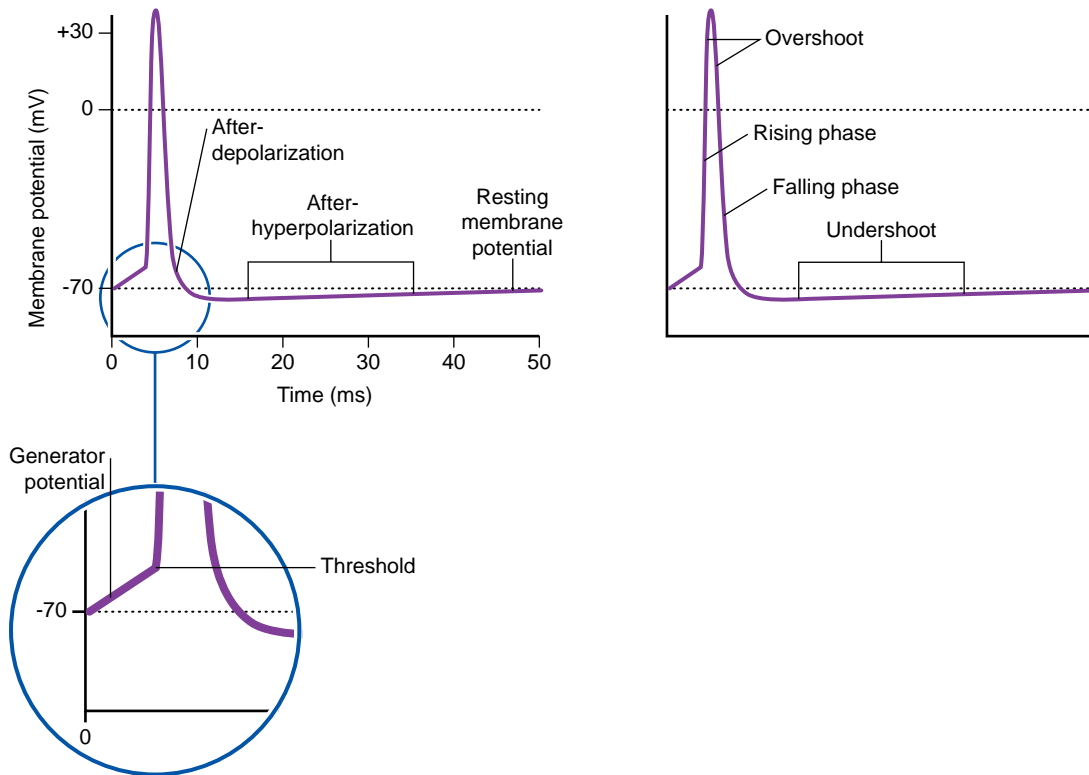 +30
0
-70
Membrane potential (mV)
After-
depolarization
After-
hyperpolarization
Resting
membrane
potential
0
10
20
30
40
50
Time (ms)
Overshoot
Rising phase
Falling phase
Undershoot
Generator
potential
Threshold
-70
0